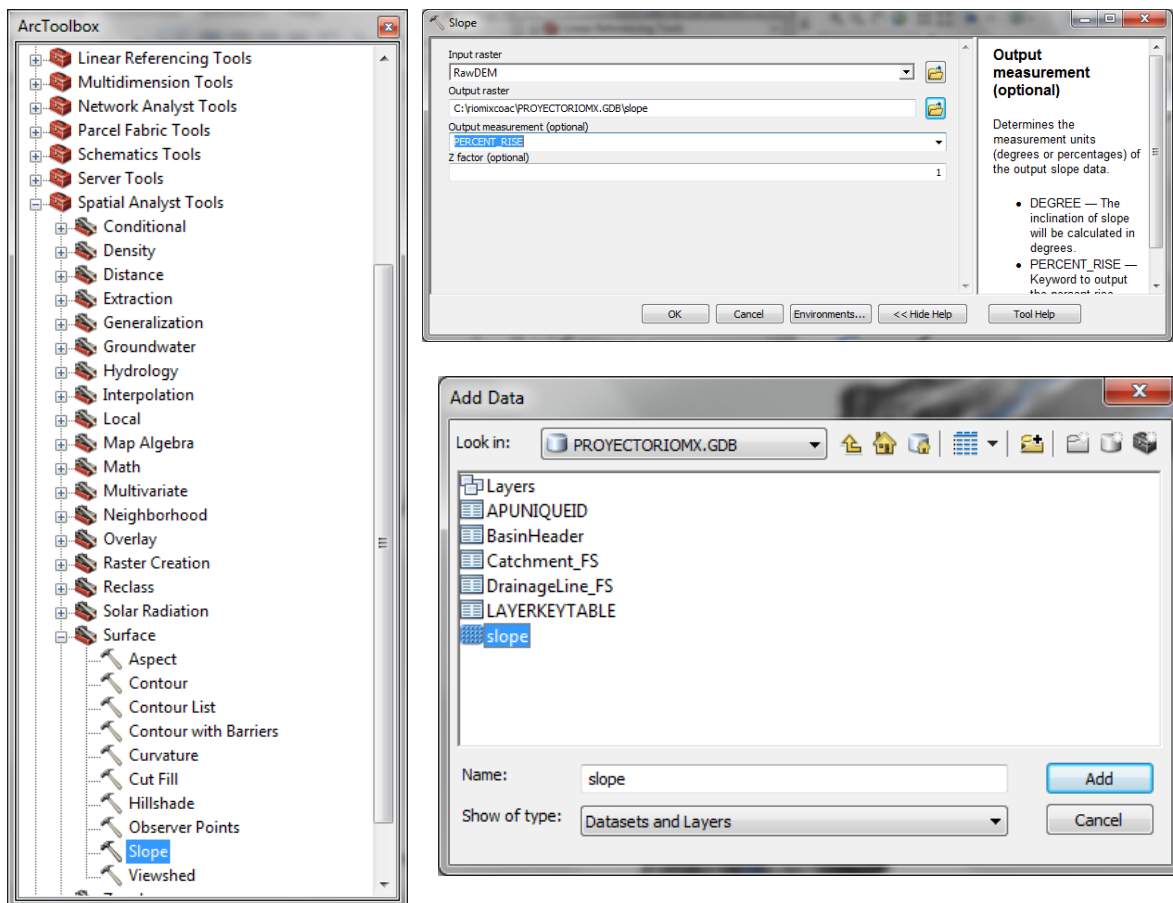 ArcToolbox
Linear Referencing Tools
Multidimension Tools
Network Analyst Tools
Parcel Fabric Tools
Schematics Tools
Server Tools
Spatial Analyst Tools
Conditional
Density
Distance
Extraction
Generalization
Groundwater
Hydrology
Interpolation
Local
Map Algebra
Math
Multivariate
Neighborhood
Overlay
Raster Creation
Reclass
Solar Radiation
Surface
Aspect
Contour
Contour List
Contour with Barriers
Curvature
Cut Fill
Hillshade
Observer Points
Slope
Viewshed
Slope
Input raster
RawDEM
Output raster
C:\riomixcoac\PROYECTORIOMX.GDB\slope
Output measurement (optional)
PERCENT_RISE
Z factor (optional)
1
OK
Cancel
Environments...
<< Hide Help
Tool Help
Output
measurement
(optional)
Determines the
measurement units
(degrees or percentages) of
the output slope data.
• DEGREE — The
inclination of slope
will be calculated in
degrees.
• PERCENT_RISE —
Keyword to output
the percent rise
Add Data
Look in:
PROYECTORIOMX.GDB
Layers
APUNIQUEID
BasinHeader
Catchment_FS
DrainageLine_FS
LAYERKEYTABLE
slope
Name:
slope
Add
Show of type:
Datasets and Layers
Cancel